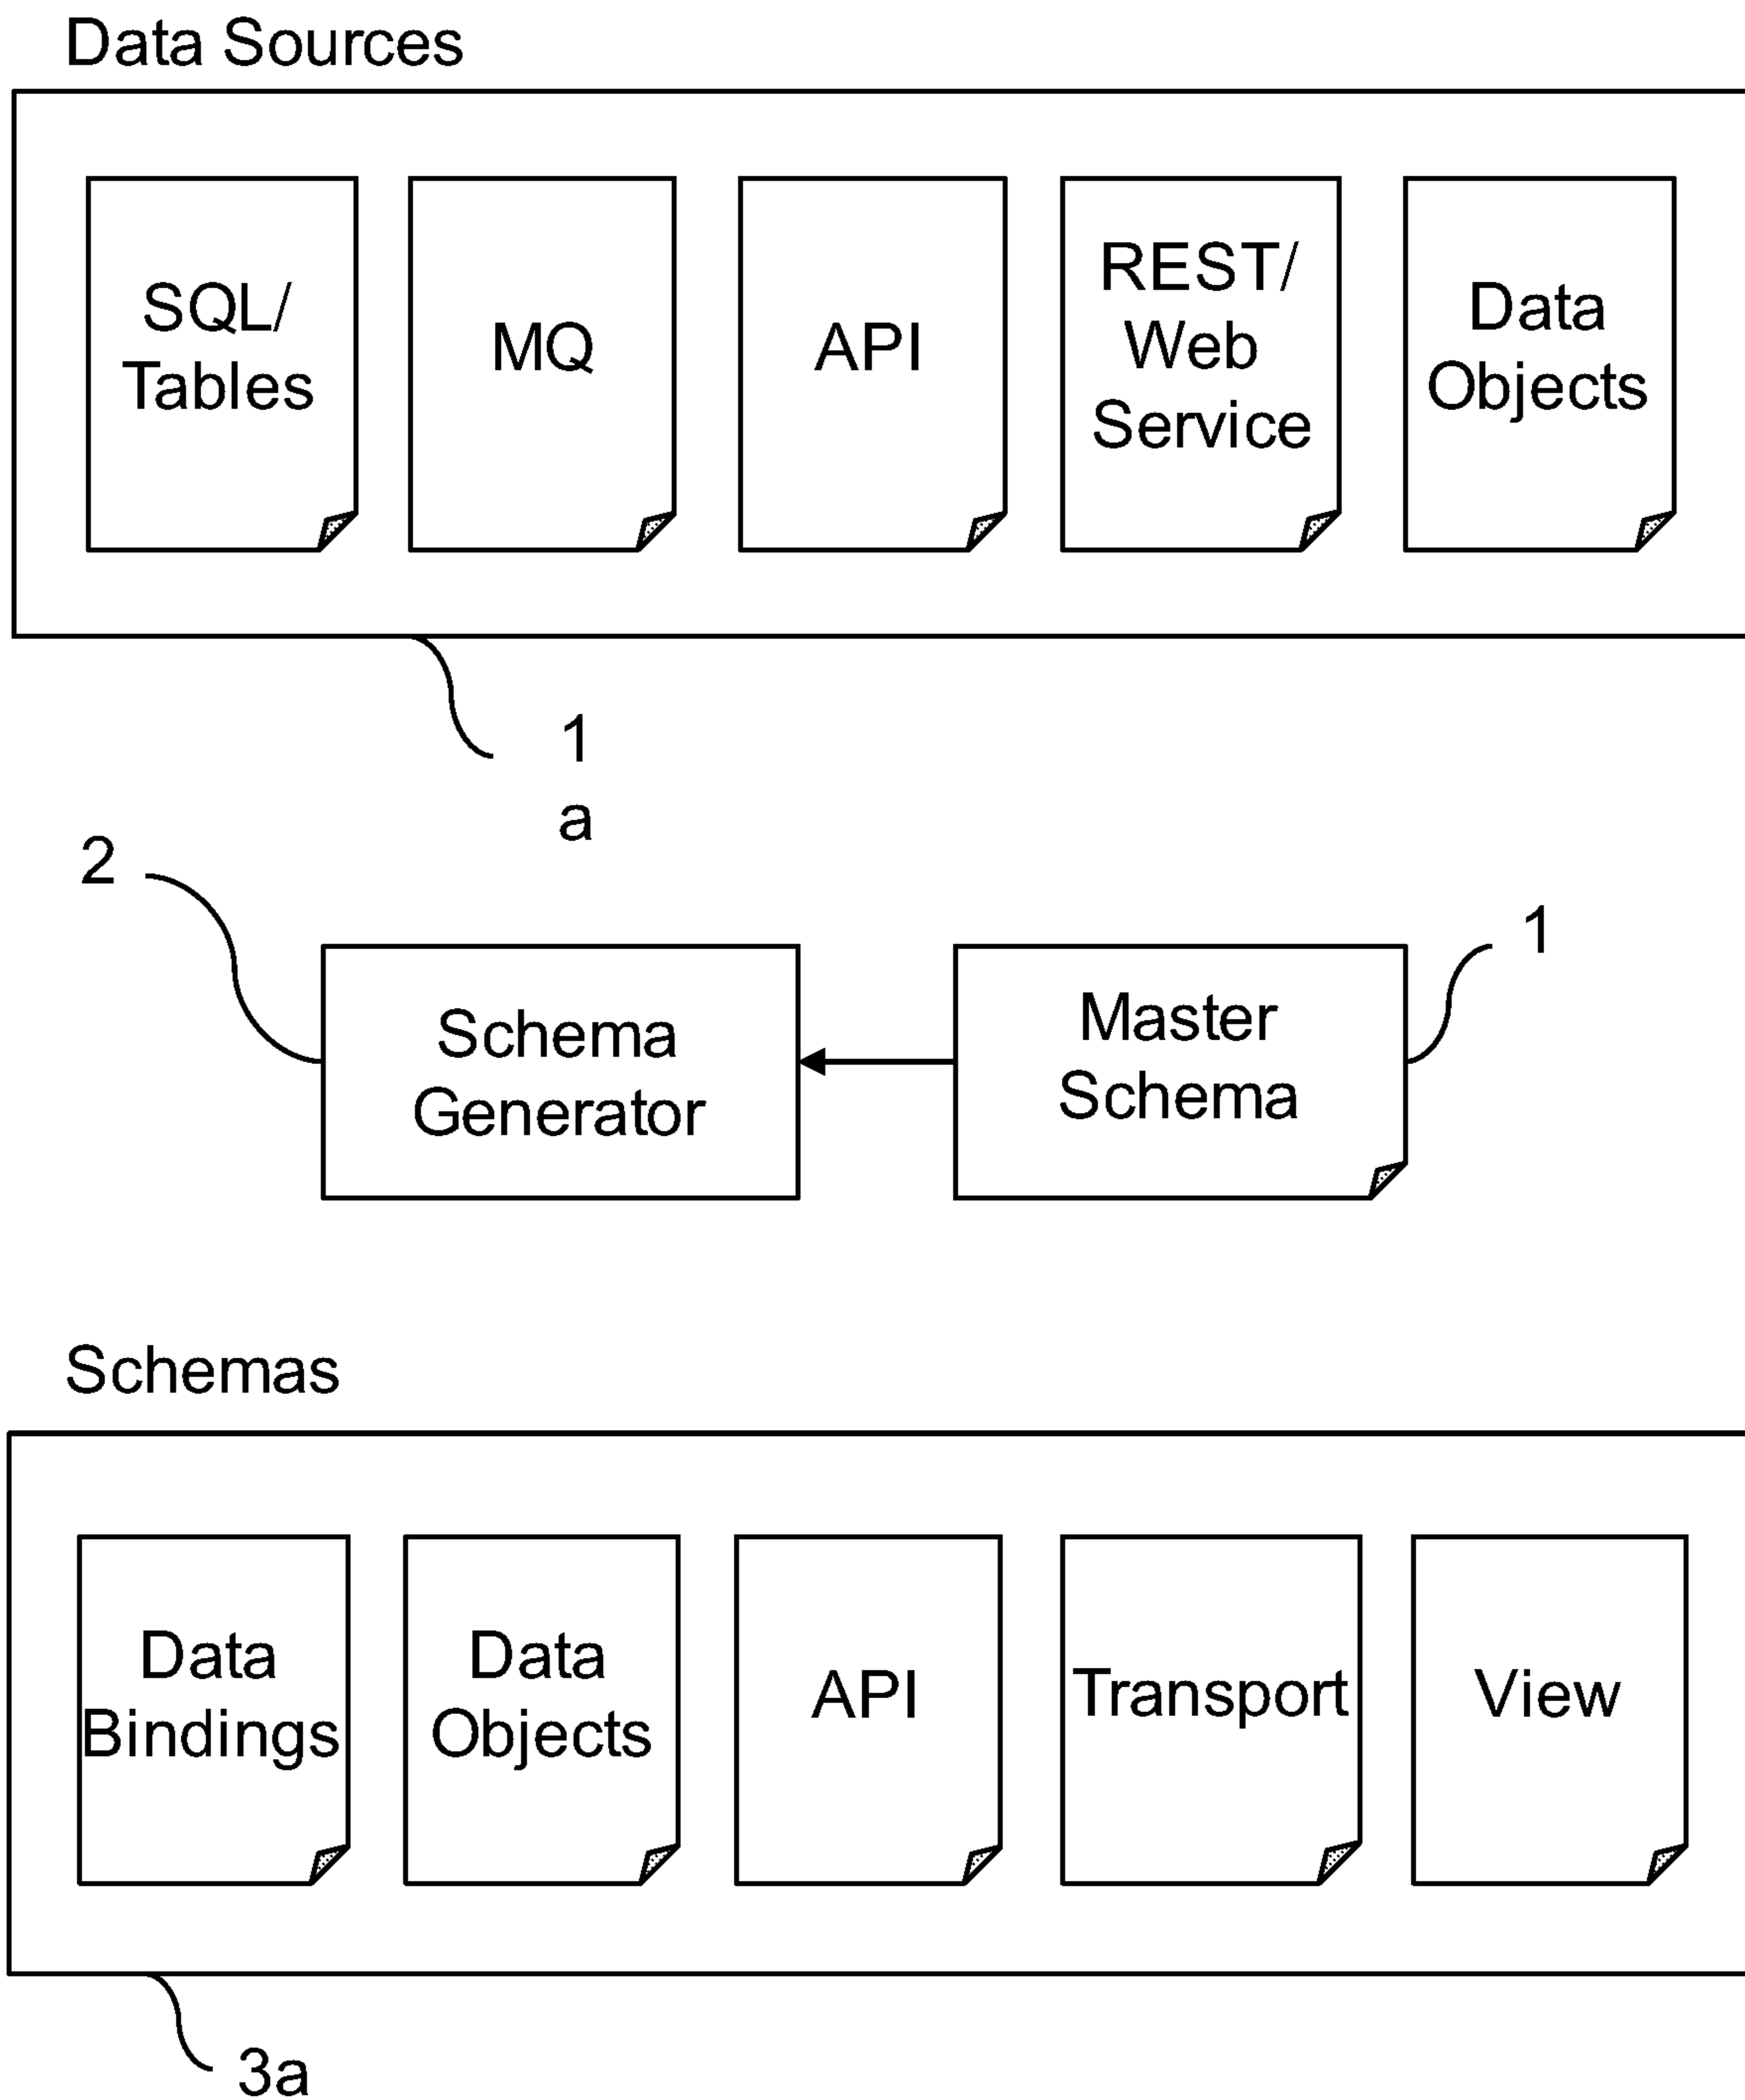 Data Sources
SQL/
Tables
MQ
API
REST/
Web
Service
Data
Objects
1
a
2
1
Schema
Generator
Master
Schema
Schemas
Data
Bindings
Data
Objects
API
Transport
View
3a